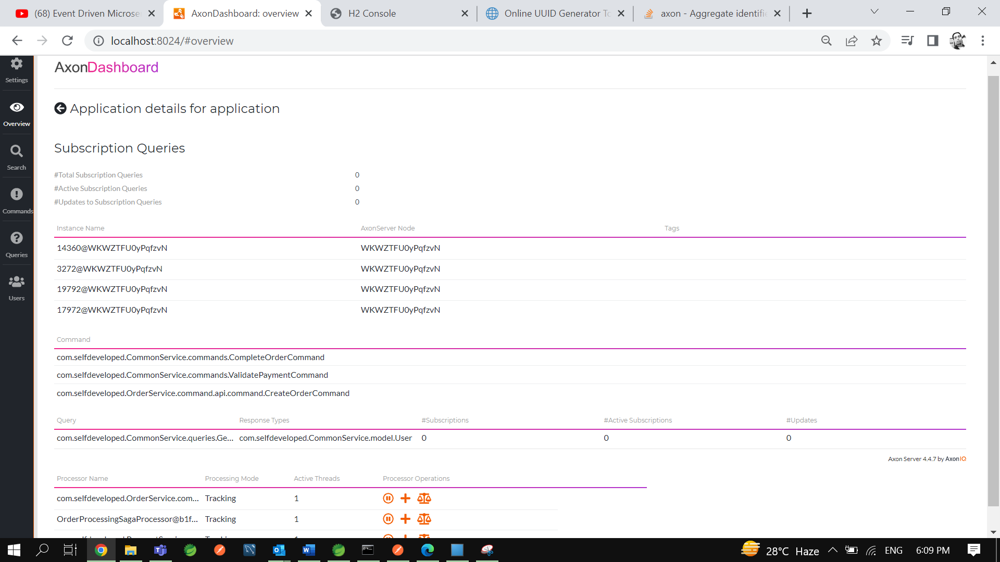 (68) Event Driven Microse
AxonDashboard: overview
H2 Console
Online UUID Generator To
axon - Aggregate identifie
localhost:8024/#overview
AxonDashboard
Settings
Overview
Search
Commands
Queries
Users
Application details for application
Subscription Queries
#Total Subscription Queries 0
#Active Subscription Queries 0
#Updates to Subscription Queries 0
Instance Name AxonServer Node Tags
14360@WKWZTFU0yPqfzvN WKWZTFU0yPqfzvN
3272@WKWZTFU0yPqfzvN WKWZTFU0yPqfzvN
19792@WKWZTFU0yPqfzvN WKWZTFU0yPqfzvN
17972@WKWZTFU0yPqfzvN WKWZTFU0yPqfzvN
Command
com.selfdeveloped.CommonService.commands.CompleteOrderCommand
com.selfdeveloped.CommonService.commands.ValidatePaymentCommand
com.selfdeveloped.OrderService.command.api.command.CreateOrderCommand
Query Response Types #Subscriptions #Active Subscriptions #Updates
com.selfdeveloped.CommonService.queries.Ge... com.selfdeveloped.CommonService.model.User 0 0 0
Axon Server 4.4.7 by AxonIQ
Processor Name Processing Mode Active Threads Processor Operations
com.selfdeveloped.OrderService.com... Tracking 1
OrderProcessingSagaProcessor@b1f... Tracking 1
28°C Haze
ENG
6:09 PM